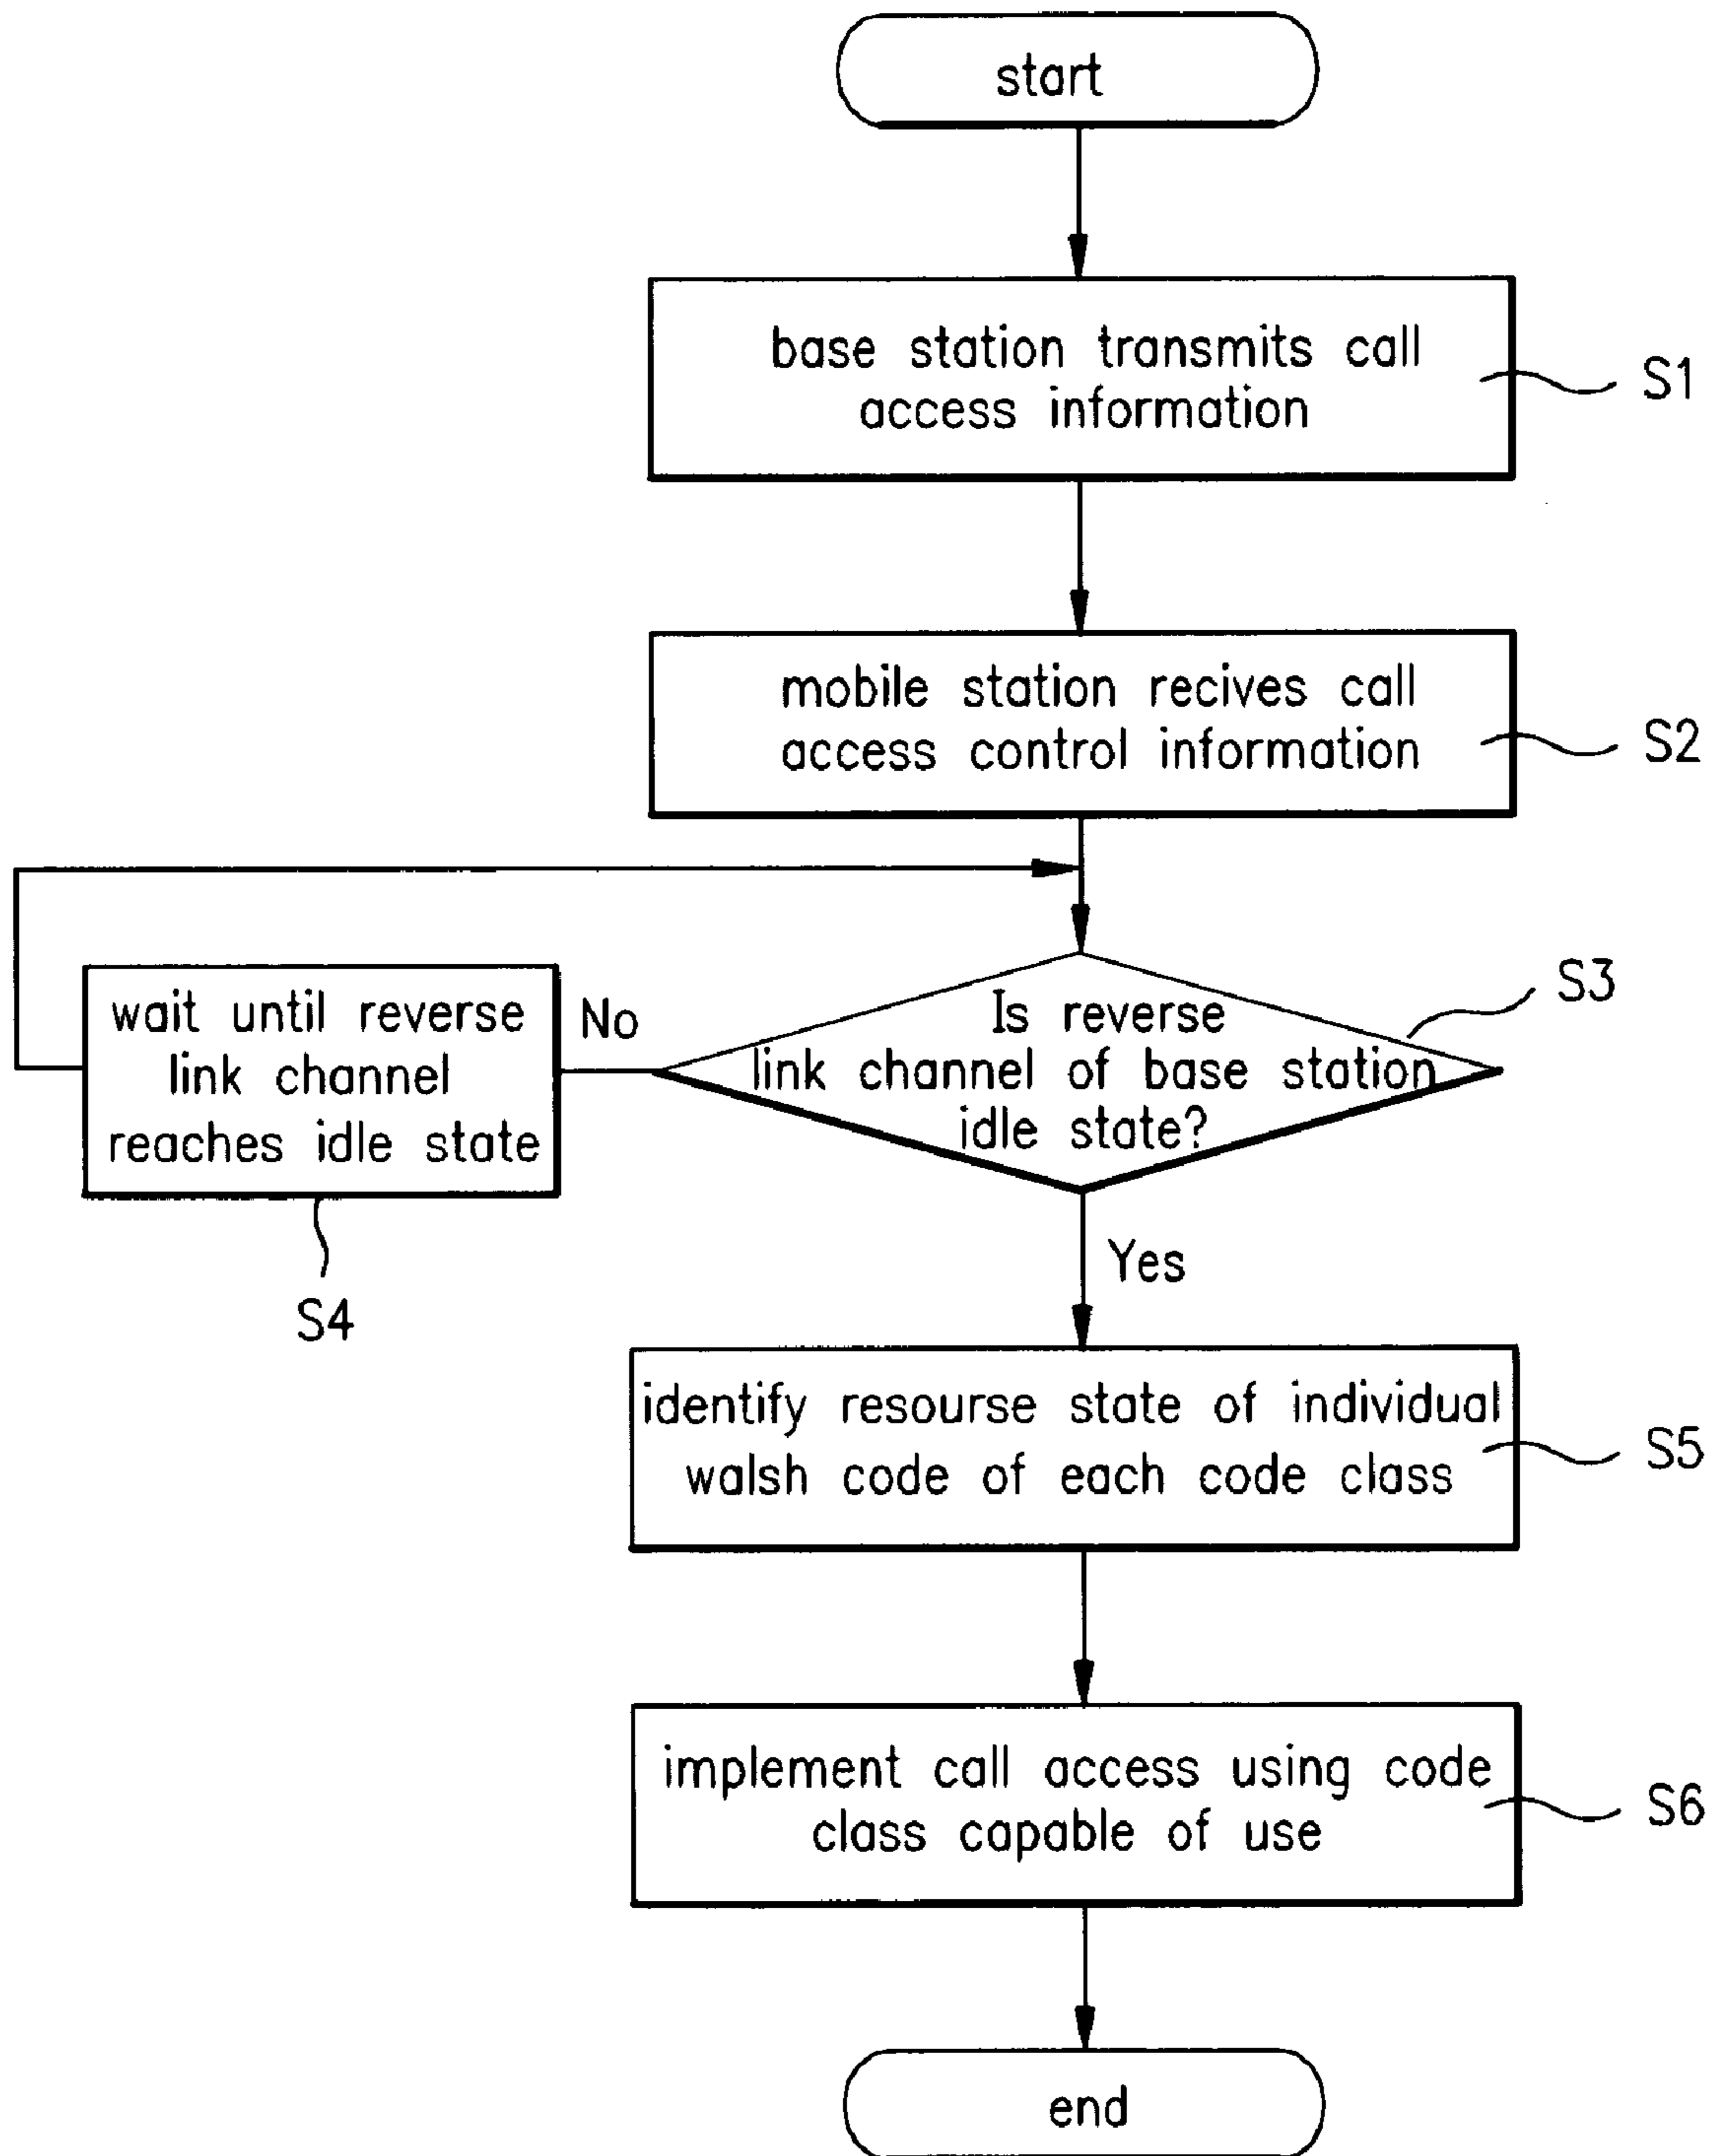 start
base station transmits call
access information
S1
mobile station recives call
access control information
S2
Is reverse
link channel of base station
idle state?
S3
No
wait until reverse
link channel
reaches idle state
S4
Yes
identify resourse state of individual
walsh code of each code class
S5
implement call access using code
class capable of use
S6
end